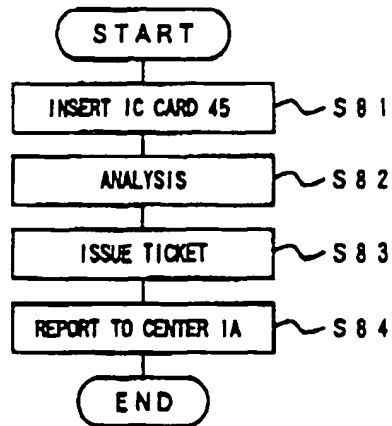 START
INSERT IC CARD 45
S81
ANALYSIS
S82
ISSUE TICKET
S83
REPORT TO CENTER 1A
S84
END